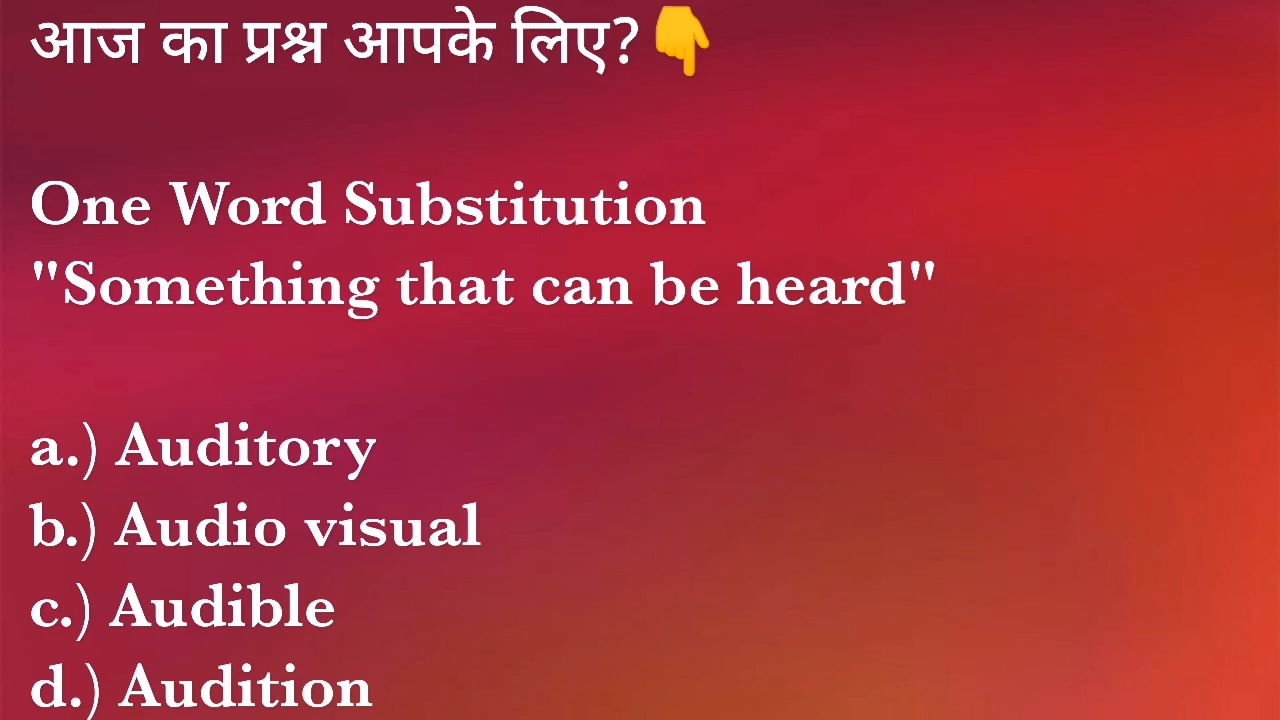 आज का प्रश्न आपके लिए?👇
One Word Substitution
"Something that can be heard"
a.) Auditory
b.) Audio visual
c.) Audible
d.) Audition